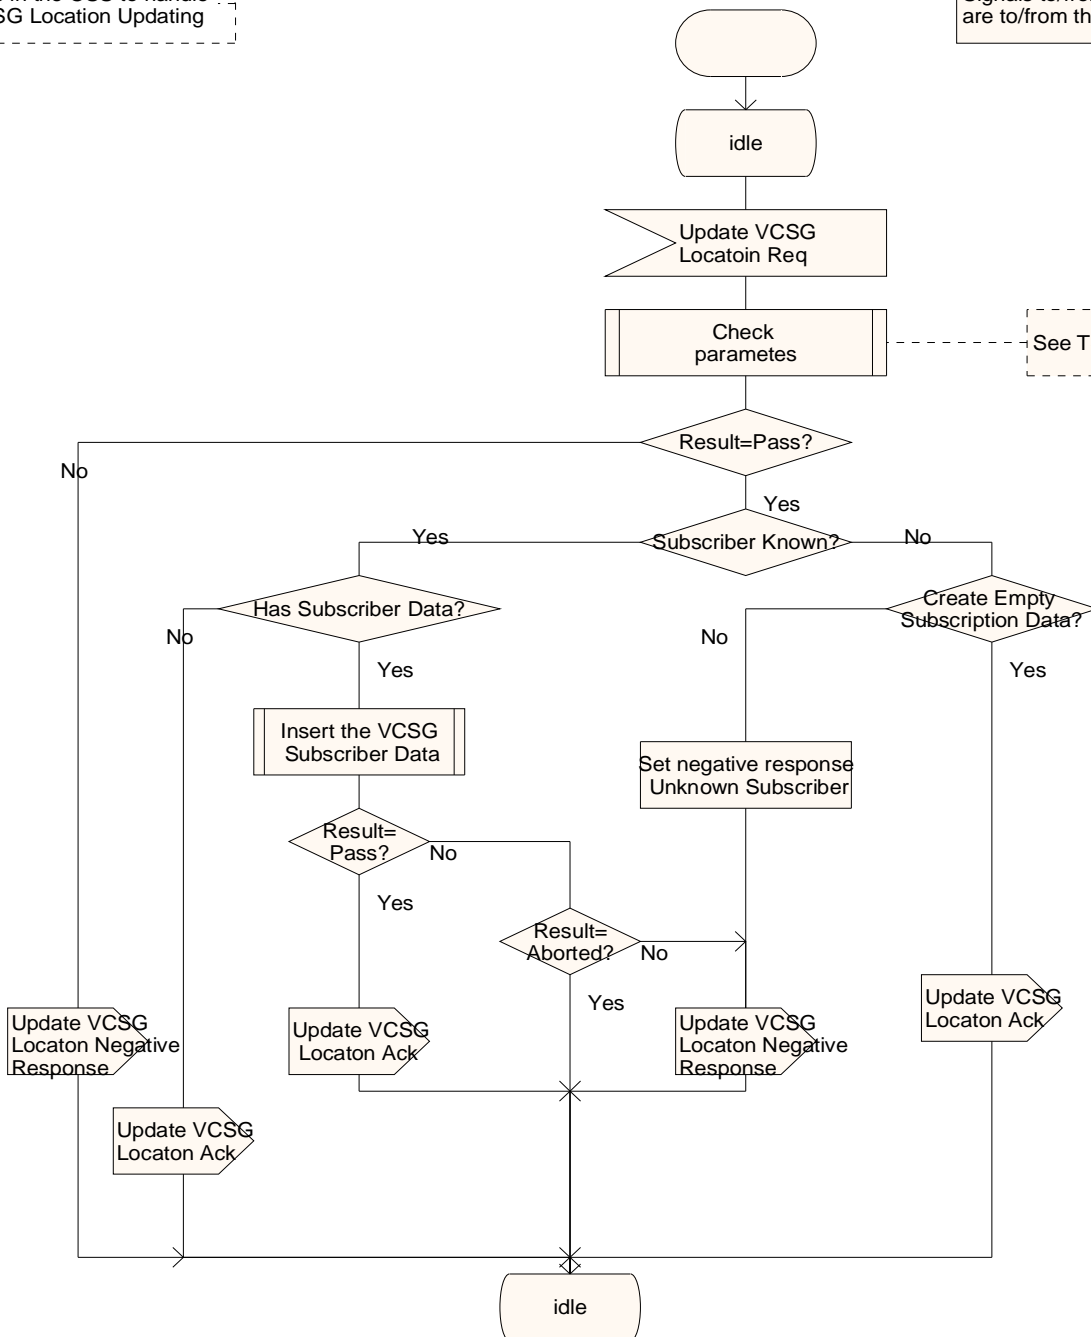 SG Location Updating
are to/from th
idle
Update VCSG
Locatoin Req
Check
parametes
See T
Result=Pass?
No
Yes
Yes
Subscriber Known?
No
Has Subscriber Data?
Create Empty
Subscription Data?
No
No
Yes
Yes
Insert the VCSG
Subscriber Data
Set negative response
Unknown Subscriber
Result=
Pass?
No
Yes
Result=
Aborted?
No
Yes
Update VCSG
Locaton Negative
Response
Update VCSG
Locaton Ack
Update VCSG
Locaton Negative
Response
Update VCSG
Locaton Ack
Update VCSG
Locaton Ack
idle